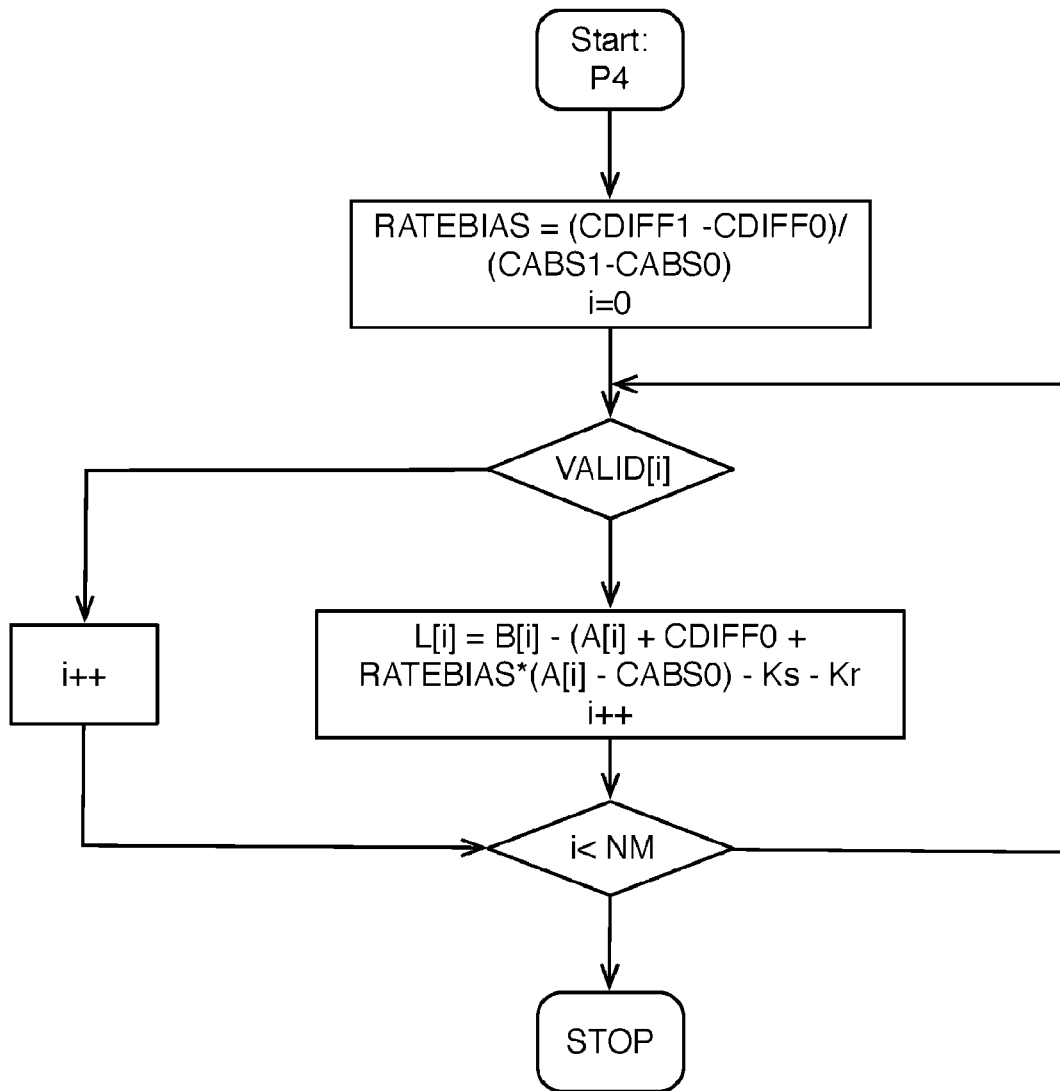 Start:
P4
RATEBIAS = (CDIFF1 -CDIFF0)/
(CABS1-CABS0)
i=0
VALID[i]
i++
L[i] = B[i] - (A[i] + CDIFF0 +
RATEBIAS*(A[i] - CABS0) - Ks - Kr
i++
i< NM
STOP